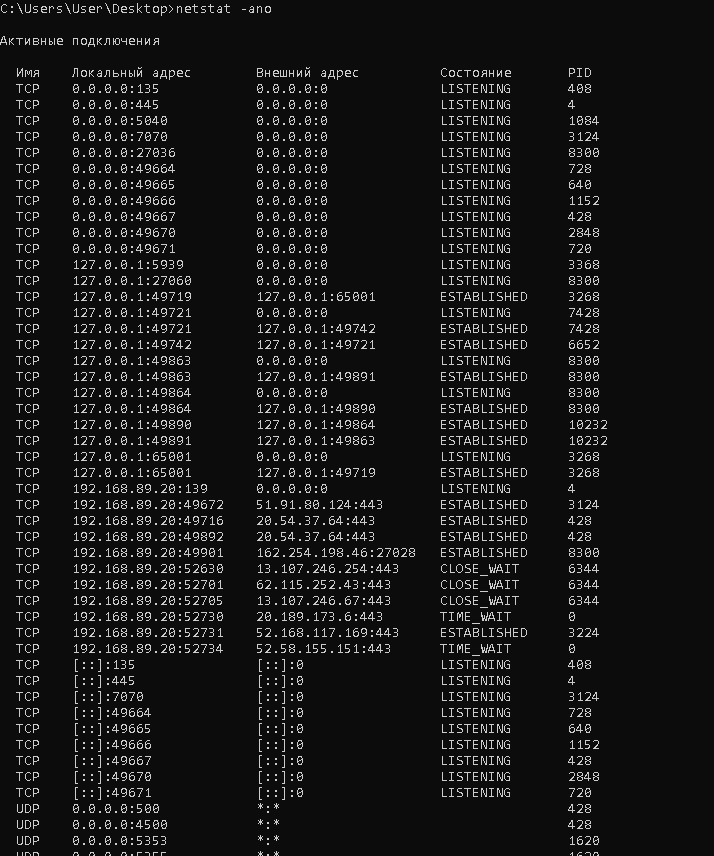 C:\Users\User\Desktop>netstat -ano
Активные подключения
Имя Локальный адрес Внешний адрес Состояние PID
TCP 0.0.0.0:135 0.0.0.0:0 LISTENING 408
TCP 0.0.0.0:445 0.0.0.0:0 LISTENING 4
TCP 0.0.0.0:5040 0.0.0.0:0 LISTENING 1084
TCP 0.0.0.0:7070 0.0.0.0:0 LISTENING 3124
TCP 0.0.0.0:27036 0.0.0.0:0 LISTENING 8300
TCP 0.0.0.0:49664 0.0.0.0:0 LISTENING 728
TCP 0.0.0.0:49665 0.0.0.0:0 LISTENING 640
TCP 0.0.0.0:49666 0.0.0.0:0 LISTENING 1152
TCP 0.0.0.0:49667 0.0.0.0:0 LISTENING 428
TCP 0.0.0.0:49670 0.0.0.0:0 LISTENING 2848
TCP 0.0.0.0:49671 0.0.0.0:0 LISTENING 720
TCP 127.0.0.1:5939 0.0.0.0:0 LISTENING 3368
TCP 127.0.0.1:27060 0.0.0.0:0 LISTENING 8300
TCP 127.0.0.1:49719 127.0.0.1:65001 ESTABLISHED 3268
TCP 127.0.0.1:49721 0.0.0.0:0 LISTENING 7428
TCP 127.0.0.1:49721 127.0.0.1:49742 ESTABLISHED 7428
TCP 127.0.0.1:49742 127.0.0.1:49721 ESTABLISHED 6652
TCP 127.0.0.1:49863 0.0.0.0:0 LISTENING 8300
TCP 127.0.0.1:49863 127.0.0.1:49891 ESTABLISHED 8300
TCP 127.0.0.1:49864 0.0.0.0:0 LISTENING 8300
TCP 127.0.0.1:49864 127.0.0.1:49890 ESTABLISHED 8300
TCP 127.0.0.1:49890 127.0.0.1:49864 ESTABLISHED 10232
TCP 127.0.0.1:49891 127.0.0.1:49863 ESTABLISHED 10232
TCP 127.0.0.1:65001 0.0.0.0:0 LISTENING 3268
TCP 127.0.0.1:65001 127.0.0.1:49719 ESTABLISHED 3268
TCP 192.168.89.20:139 0.0.0.0:0 LISTENING 4
TCP 192.168.89.20:49672 51.91.80.124:443 ESTABLISHED 3124
TCP 192.168.89.20:49716 20.54.37.64:443 ESTABLISHED 428
TCP 192.168.89.20:49892 20.54.37.64:443 ESTABLISHED 428
TCP 192.168.89.20:49901 162.254.198.46:27028 ESTABLISHED 8300
TCP 192.168.89.20:52630 13.107.246.254:443 CLOSE_WAIT 6344
TCP 192.168.89.20:52701 62.115.252.43:443 CLOSE_WAIT 6344
TCP 192.168.89.20:52705 13.107.246.67:443 CLOSE_WAIT 6344
TCP 192.168.89.20:52730 20.189.173.6:443 TIME_WAIT 0
TCP 192.168.89.20:52731 52.168.117.169:443 ESTABLISHED 3224
TCP 192.168.89.20:52734 52.58.155.151:443 TIME_WAIT 0
TCP [::]:135 [::]:0 LISTENING 408
TCP [::]:445 [::]:0 LISTENING 4
TCP [::]:7070 [::]:0 LISTENING 3124
TCP [::]:49664 [::]:0 LISTENING 728
TCP [::]:49665 [::]:0 LISTENING 640
TCP [::]:49666 [::]:0 LISTENING 1152
TCP [::]:49667 [::]:0 LISTENING 428
TCP [::]:49670 [::]:0 LISTENING 2848
TCP [::]:49671 [::]:0 LISTENING 720
UDP 0.0.0.0:500 *:* 428
UDP 0.0.0.0:4500 *:* 428
UDP 0.0.0.0:5353 *:* 1620